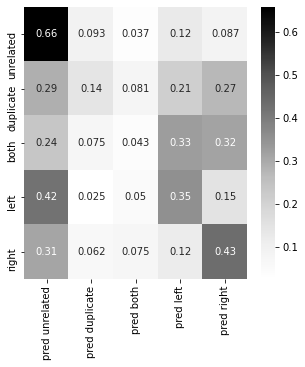 unrelated 0.66 0.093 0.037 0.12 0.087
duplicate 0.29 0.14 0.081 0.21 0.27
both 0.24 0.075 0.043 0.33 0.32
left 0.42 0.025 0.05 0.35 0.15
right 0.31 0.062 0.075 0.12 0.43
pred unrelated
pred duplicate
pred both
pred left
pred right
0.6
0.5
0.4
0.3
0.2
0.1